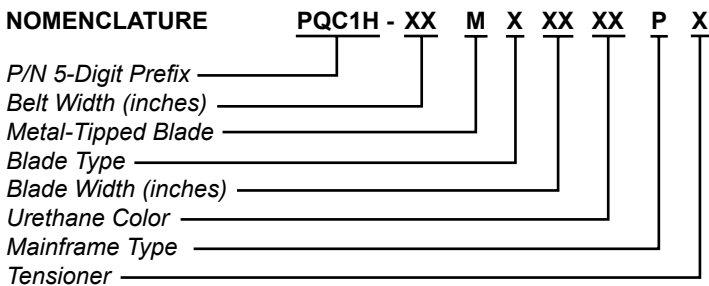 NOMENCLATURE PQC1H - XX M X XX XX P X
P/N 5-Digit Prefix
Belt Width (inches)
Metal-Tipped Blade
Blade Type
Blade Width (inches)
Urethane Color
Mainframe Type
Tensioner